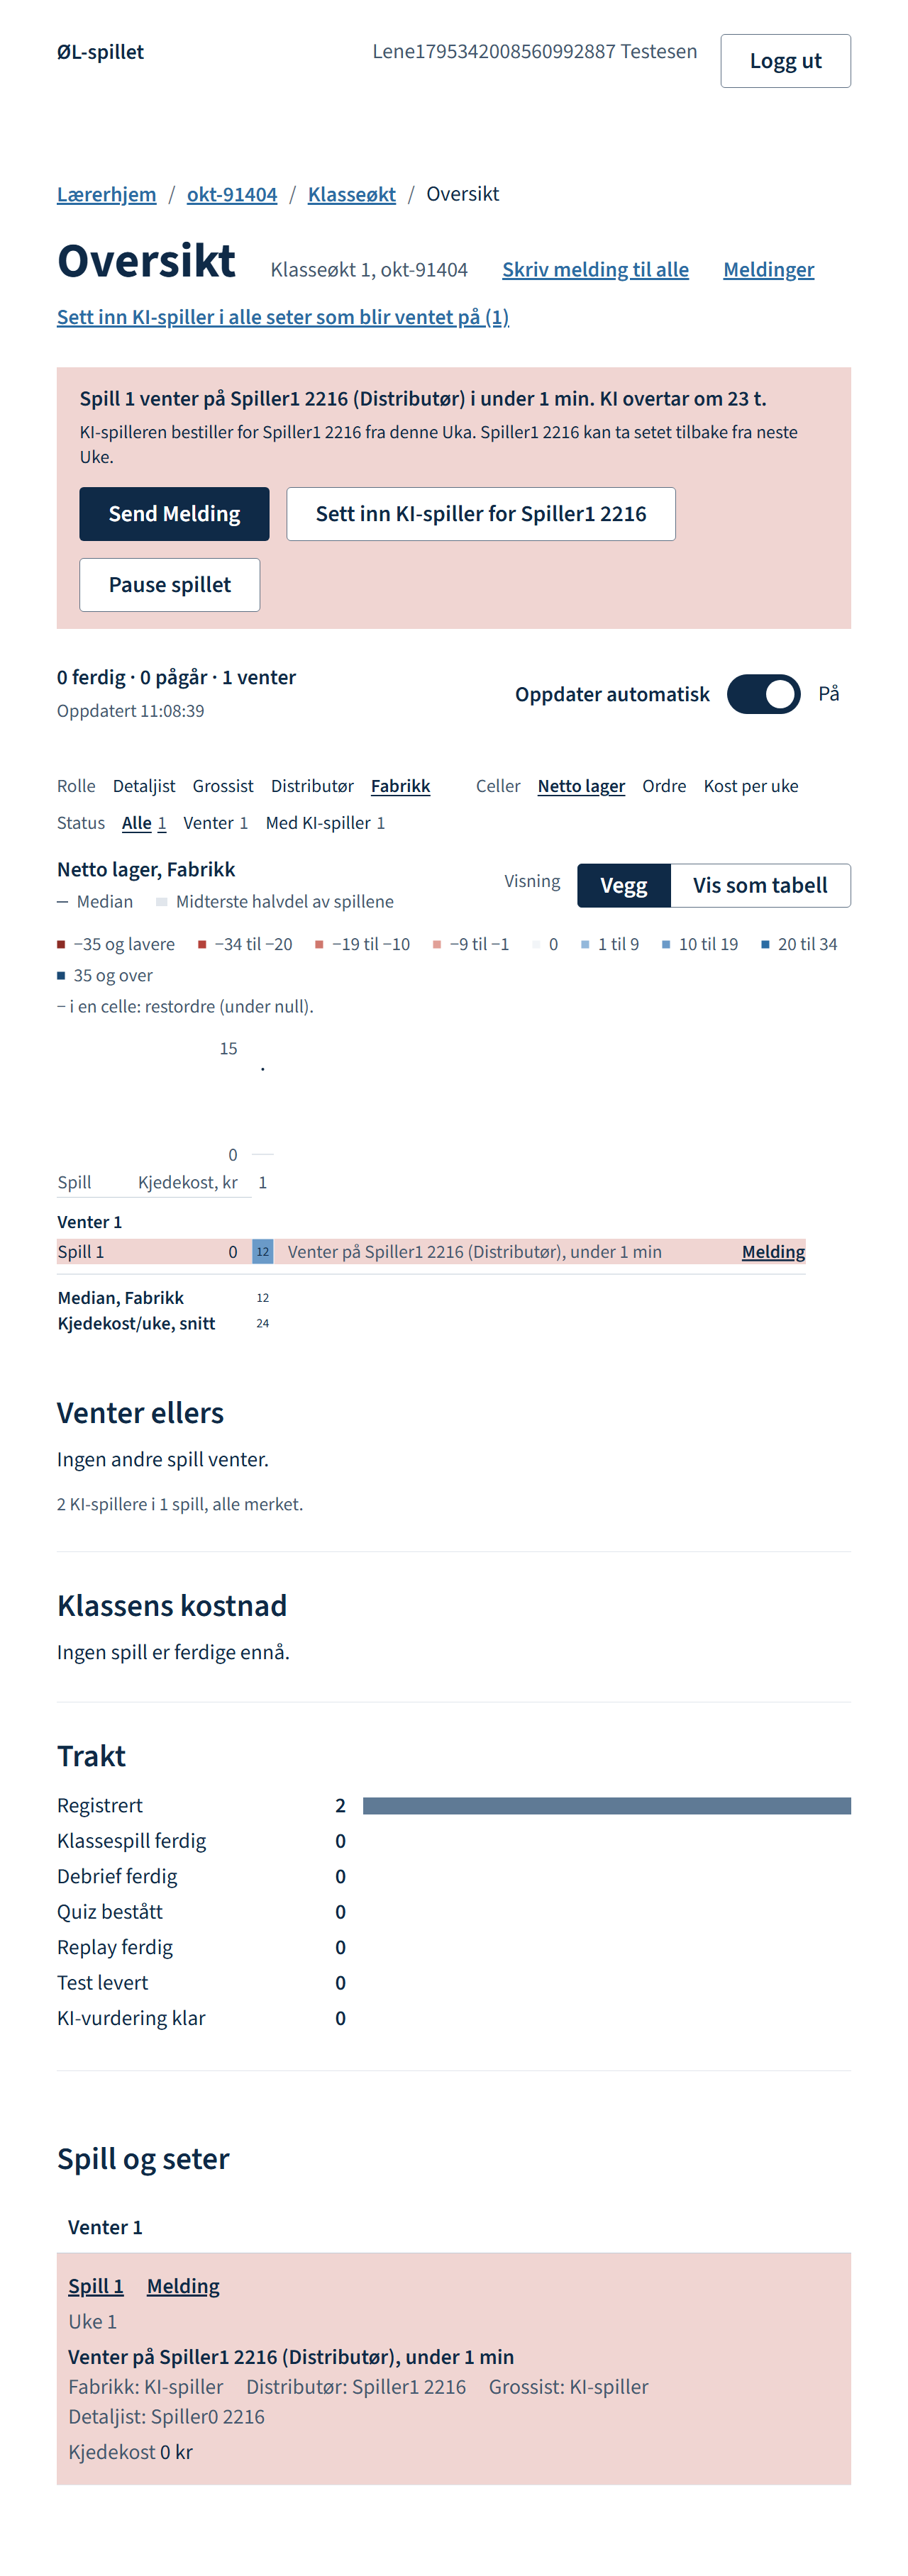 ØL-spillet
Lene1795342008560992887 Testesen
Logg ut
Lærerhjem / okt-91404 / Klasseøkt / Oversikt
Oversikt Klasseøkt 1, okt-91404 Skriv melding til alle Meldinger
Sett inn KI-spiller i alle seter som blir ventet på (1)
Spill 1 venter på Spiller1 2216 (Distributør) i under 1 min. KI overtar om 23 t.
KI-spilleren bestiller for Spiller1 2216 fra denne Uka. Spiller1 2216 kan ta setet tilbake fra neste
Uke.
Send Melding
Sett inn KI-spiller for Spiller1 2216
Pause spillet
0 ferdig · 0 pågår · 1 venter
Oppdatert 11:08:39
Oppdater automatisk På
Rolle Detaljist Grossist Distributør Fabrikk Celler Netto lager Ordre Kost per uke
Status Alle 1 Venter 1 Med KI-spiller 1
Netto lager, Fabrikk
Median Midterste halvdel av spillene
Visning Vegg Vis som tabell
−35 og lavere −34 til −20 −19 til −10 −9 til −1 0 1 til 9 10 til 19 20 til 34
35 og over
− i en celle: restordre (under null).
15
0
Spill Kjedekost, kr 1
Venter 1
Spill 1 0 12 Venter på Spiller1 2216 (Distributør), under 1 min Melding
Median, Fabrikk 12
Kjedekost/uke, snitt 24
Venter ellers
Ingen andre spill venter.
2 KI-spillere i 1 spill, alle merket.
Klassens kostnad
Ingen spill er ferdige ennå.
Trakt
Registrert 2
Klassespill ferdig 0
Debrief ferdig 0
Quiz bestått 0
Replay ferdig 0
Test levert 0
KI-vurdering klar 0
Spill og seter
Venter 1
Spill 1 Melding
Uke 1
Venter på Spiller1 2216 (Distributør), under 1 min
Fabrikk: KI-spiller Distributør: Spiller1 2216 Grossist: KI-spiller
Detaljist: Spiller0 2216
Kjedekost 0 kr